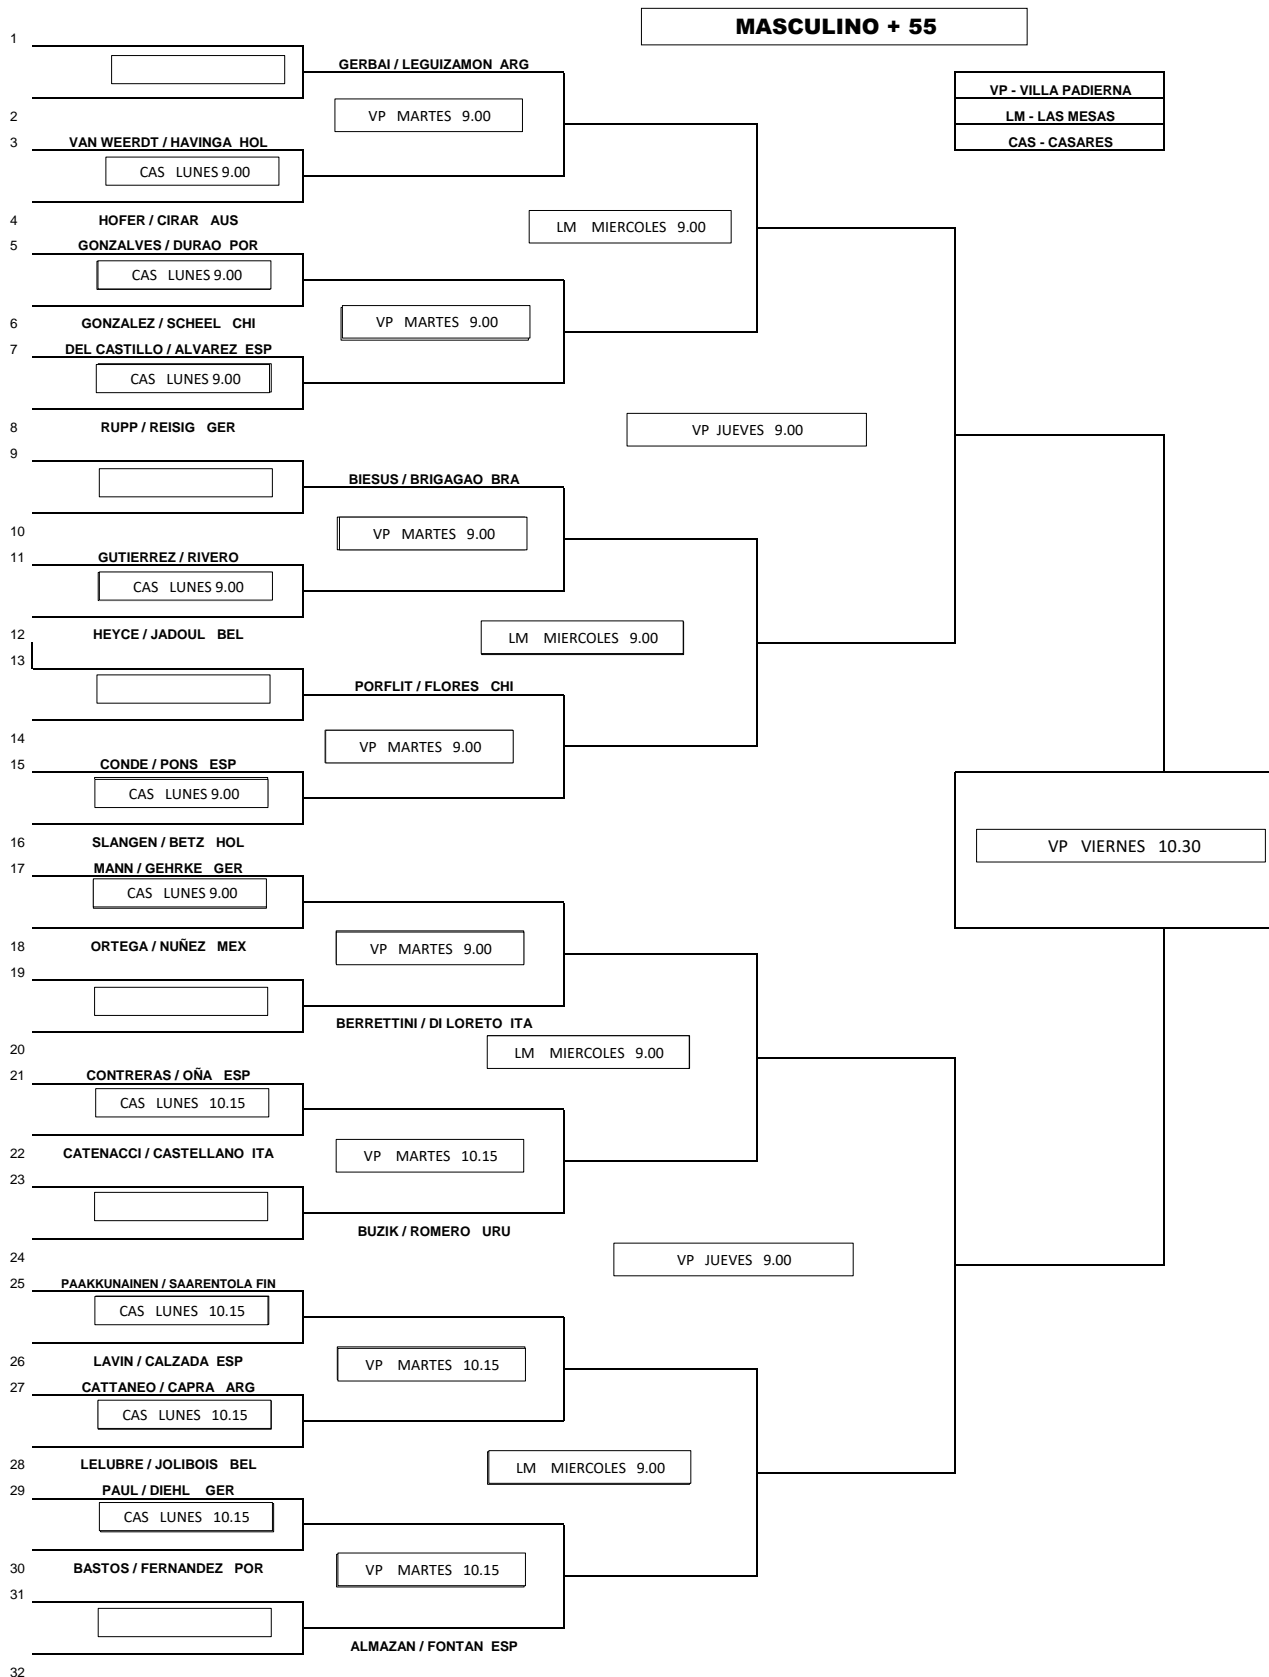 MASCULINO + 55
1
GERBAI / LEGUIZAMON ARG
VP - VILLA PADIERNA
2
VP MARTES 9.00
LM - LAS MESAS
3
VAN WEERDT / HAVINGA HOL
CAS - CASARES
CAS LUNES 9.00
4
HOFER / CIRAR AUS
LM MIERCOLES 9.00
5
GONZALVES / DURAO POR
CAS LUNES 9.00
6
GONZALEZ / SCHEEL CHI
VP MARTES 9.00
7
DEL CASTILLO / ALVAREZ ESP
CAS LUNES 9.00
8
RUPP / REISIG GER
VP JUEVES 9.00
9
BIESUS / BRIGAGAO BRA
10
VP MARTES 9.00
11
GUTIERREZ / RIVERO
CAS LUNES 9.00
12
HEYCE / JADOUL BEL
LM MIERCOLES 9.00
13
PORFLIT / FLORES CHI
14
VP MARTES 9.00
15
CONDE / PONS ESP
CAS LUNES 9.00
16
SLANGEN / BETZ HOL
VP VIERNES 10.30
17
MANN / GEHRKE GER
CAS LUNES 9.00
18
ORTEGA / NUÑEZ MEX
VP MARTES 9.00
19
BERRETTINI / DI LORETO ITA
20
LM MIERCOLES 9.00
21
CONTRERAS / OÑA ESP
CAS LUNES 10.15
22
CATENACCI / CASTELLANO ITA
VP MARTES 10.15
23
BUZIK / ROMERO URU
24
VP JUEVES 9.00
25
PAAKKUNAINEN / SAARENTOLA FIN
CAS LUNES 10.15
26
LAVIN / CALZADA ESP
VP MARTES 10.15
27
CATTANEO / CAPRA ARG
CAS LUNES 10.15
28
LELUBRE / JOLIBOIS BEL
LM MIERCOLES 9.00
29
PAUL / DIEHL GER
CAS LUNES 10.15
30
BASTOS / FERNANDEZ POR
VP MARTES 10.15
31
ALMAZAN / FONTAN ESP
32